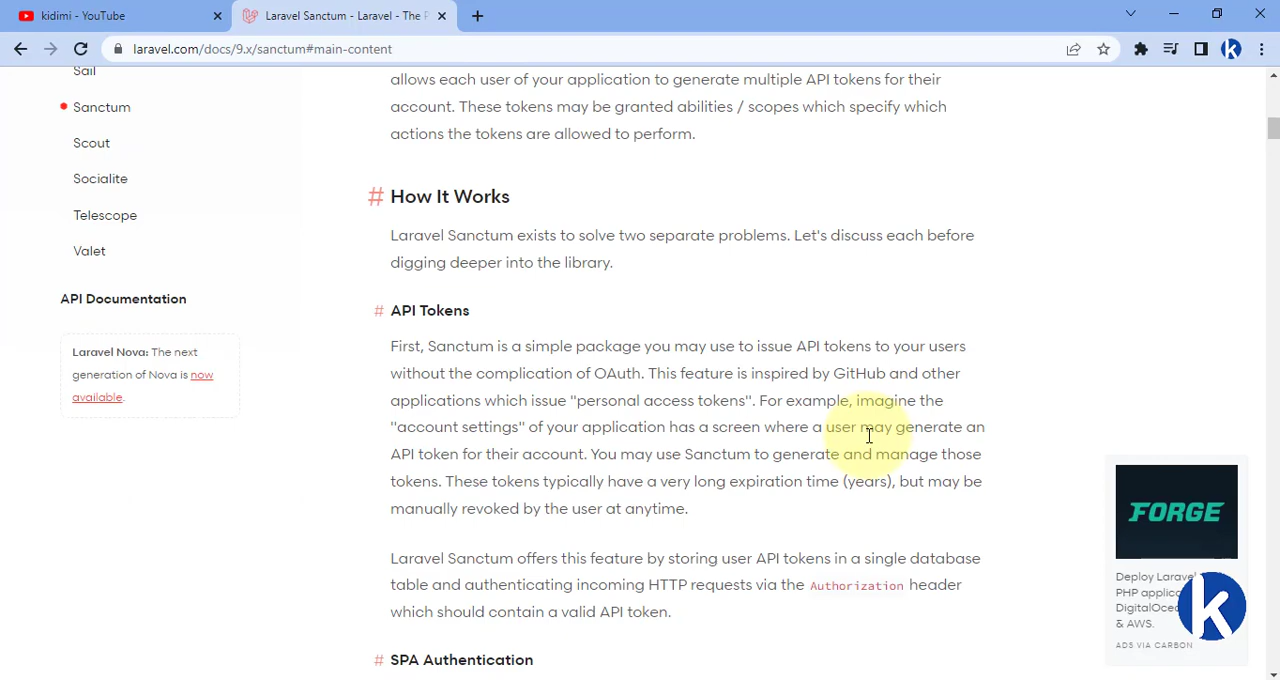 kidimi - YouTube
Laravel Sanctum - Laravel - The
laravel.com/docs/9.x/sanctum#main-content
Sail
Sanctum
Scout
Socialite
Telescope
Valet
API Documentation
Laravel Nova: The next
generation of Nova is now
available.
allows each user of your application to generate multiple API tokens for their
account. These tokens may be granted abilities / scopes which specify which
actions the tokens are allowed to perform.
# How It Works
Laravel Sanctum exists to solve two separate problems. Let's discuss each before
digging deeper into the library.
# API Tokens
First, Sanctum is a simple package you may use to issue API tokens to your users
without the complication of OAuth. This feature is inspired by GitHub and other
applications which issue "personal access tokens". For example, imagine the
"account settings" of your application has a screen where a user may generate an
API token for their account. You may use Sanctum to generate and manage those
tokens. These tokens typically have a very long expiration time (years), but may be
manually revoked by the user at anytime.
Laravel Sanctum offers this feature by storing user API tokens in a single database
table and authenticating incoming HTTP requests via the Authorization header
which should contain a valid API token.
# SPA Authentication
FORGE
Deploy Laravel
PHP
& AWS.
ADS VIA CARBON
k